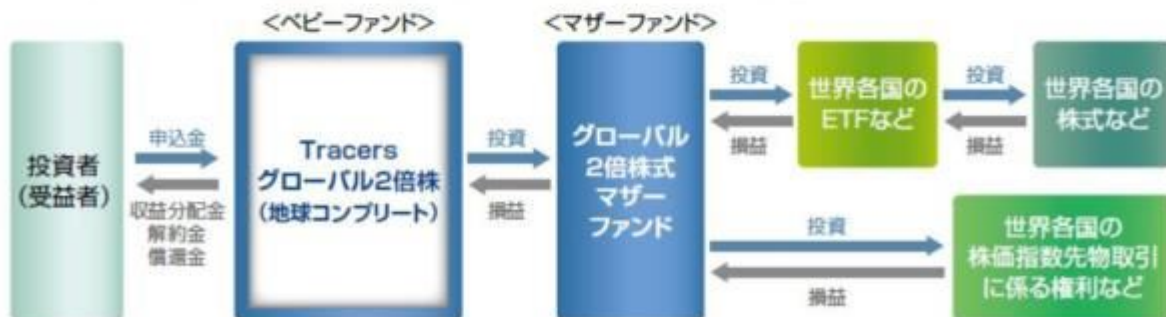 <ベビーファンド>
<マザーファンド>
投資者
(受益者)
申込金
収益分配金
解約金
償還金
Tracers
グローバル2倍株
(地球コンプリート)
投資
損益
グローバル
2倍株式
マザー
ファンド
投資
損益
世界各国の
ETFなど
投資
損益
世界各国の
株式など
投資
損益
世界各国の
株価指数先物取引
に係る権利など